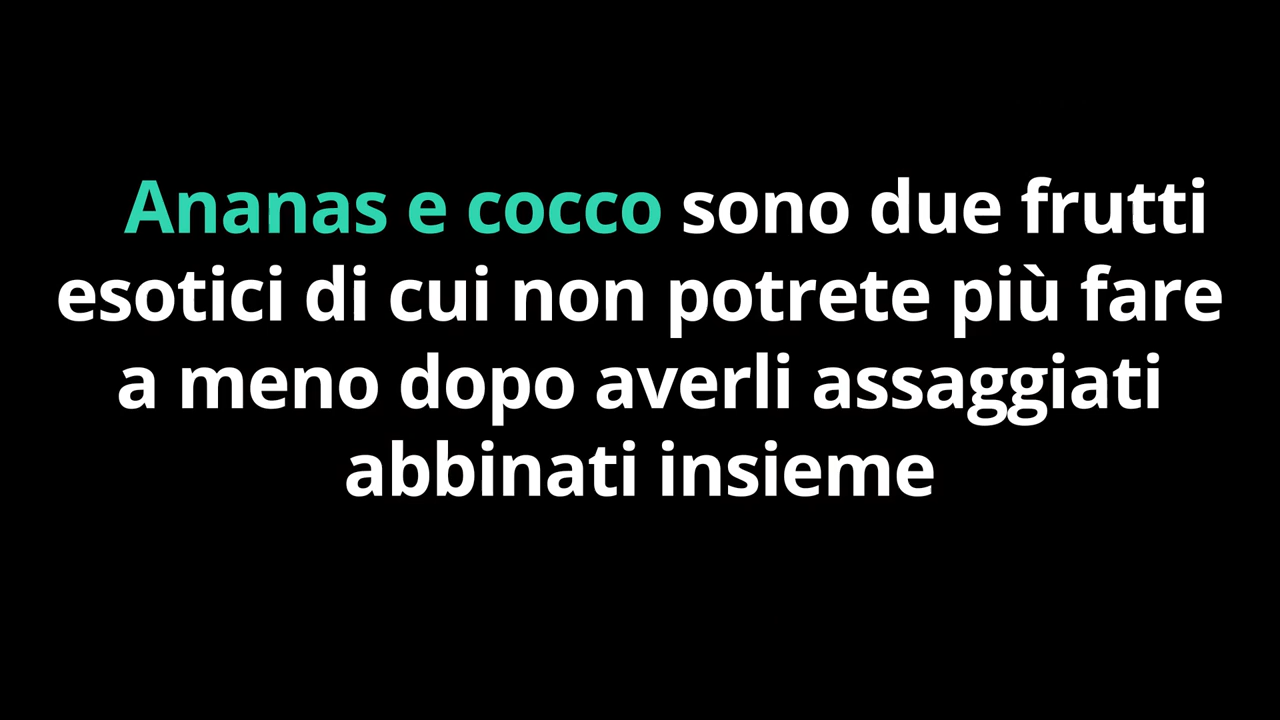 Ananas e cocco sono due frutti
esotici di cui non potrete più fare
a meno dopo averli assaggiati
abbinati insieme